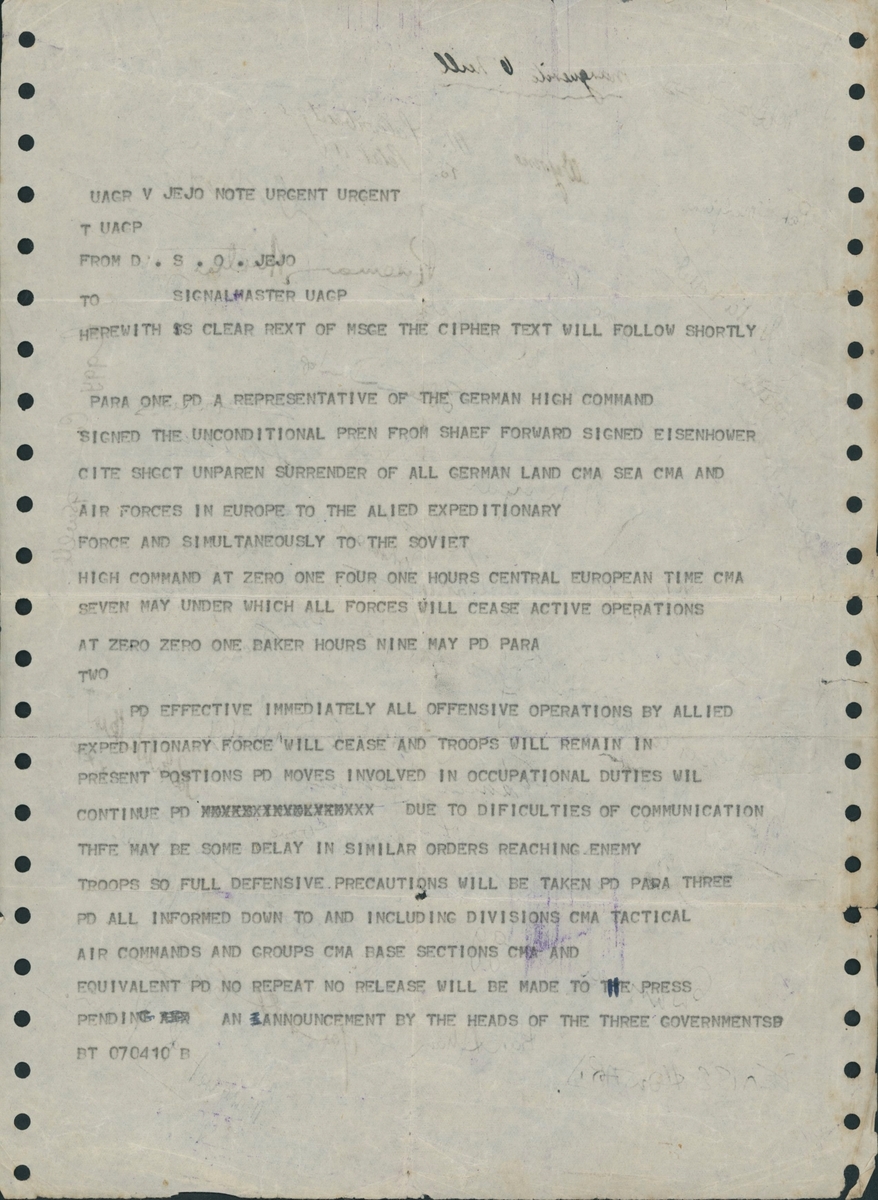 UAGR V JEJO NOTE URGENT URGENT
T UAGP
FROM D . S . O . JEJO
TO SIGNALMASTER UAGP
HEREWITH SS CLEAR REXT OF MSGE THE CIPHER TEXT WILL FOLLOW SHORTLY
PARA ONE PD A REPRESENTATIVE OF THE GERMAN HIGH COMMAND
SIGNED THE UNCONDITIONAL PREN FROM SHAEF FORWARD SIGNED EISENHOWER
CITE SHGCT UNPAREN SURRENDER OF ALL GERMAN LAND CMA SEA CMA AND
AIR FORCES IN EUROPE TO THE ALIED EXPEDITIONARY
FORCE AND SIMULTANEOUSLY TO THE SOVIET
HIGH COMMAND AT ZERO ONE FOUR ONE HOURS CENTRAL EUROPEAN TIME CMA
SEVEN MAY UNDER WHICH ALL FORCES WILL CEASE ACTIVE OPERATIONS
AT ZERO ZERO ONE BAKER HOURS NINE MAY PD PARA
TWO
PD EFFECTIVE IMMEDIATELY ALL OFFENSIVE OPERATIONS BY ALLIED
EXPEDITIONARY FORCE WILL CEASE AND TROOPS WILL REMAIN IN
PRESENT POSTIONS PD MOVES INVOLVED IN OCCUPATIONAL DUTIES WIL
CONTINUE PD DUE TO DIFICULTIES OF COMMUNICATION
THFE MAY BE SOME DELAY IN SIMILAR ORDERS REACHING ENEMY
TROOPS SO FULL DEFENSIVE PRECAUTIONS WILL BE TAKEN PD PARA THREE
PD ALL INFORMED DOWN TO AND INCLUDING DIVISIONS CMA TACTICAL
AIR COMMANDS AND GROUPS CMA BASE SECTIONS CMA AND
EQUIVALENT PD NO REPEAT NO RELEASE WILL BE MADE TO THE PRESS
PENDING AN ANNOUNCEMENT BY THE HEADS OF THE THREE GOVERNMENTSB
BT 070410 B